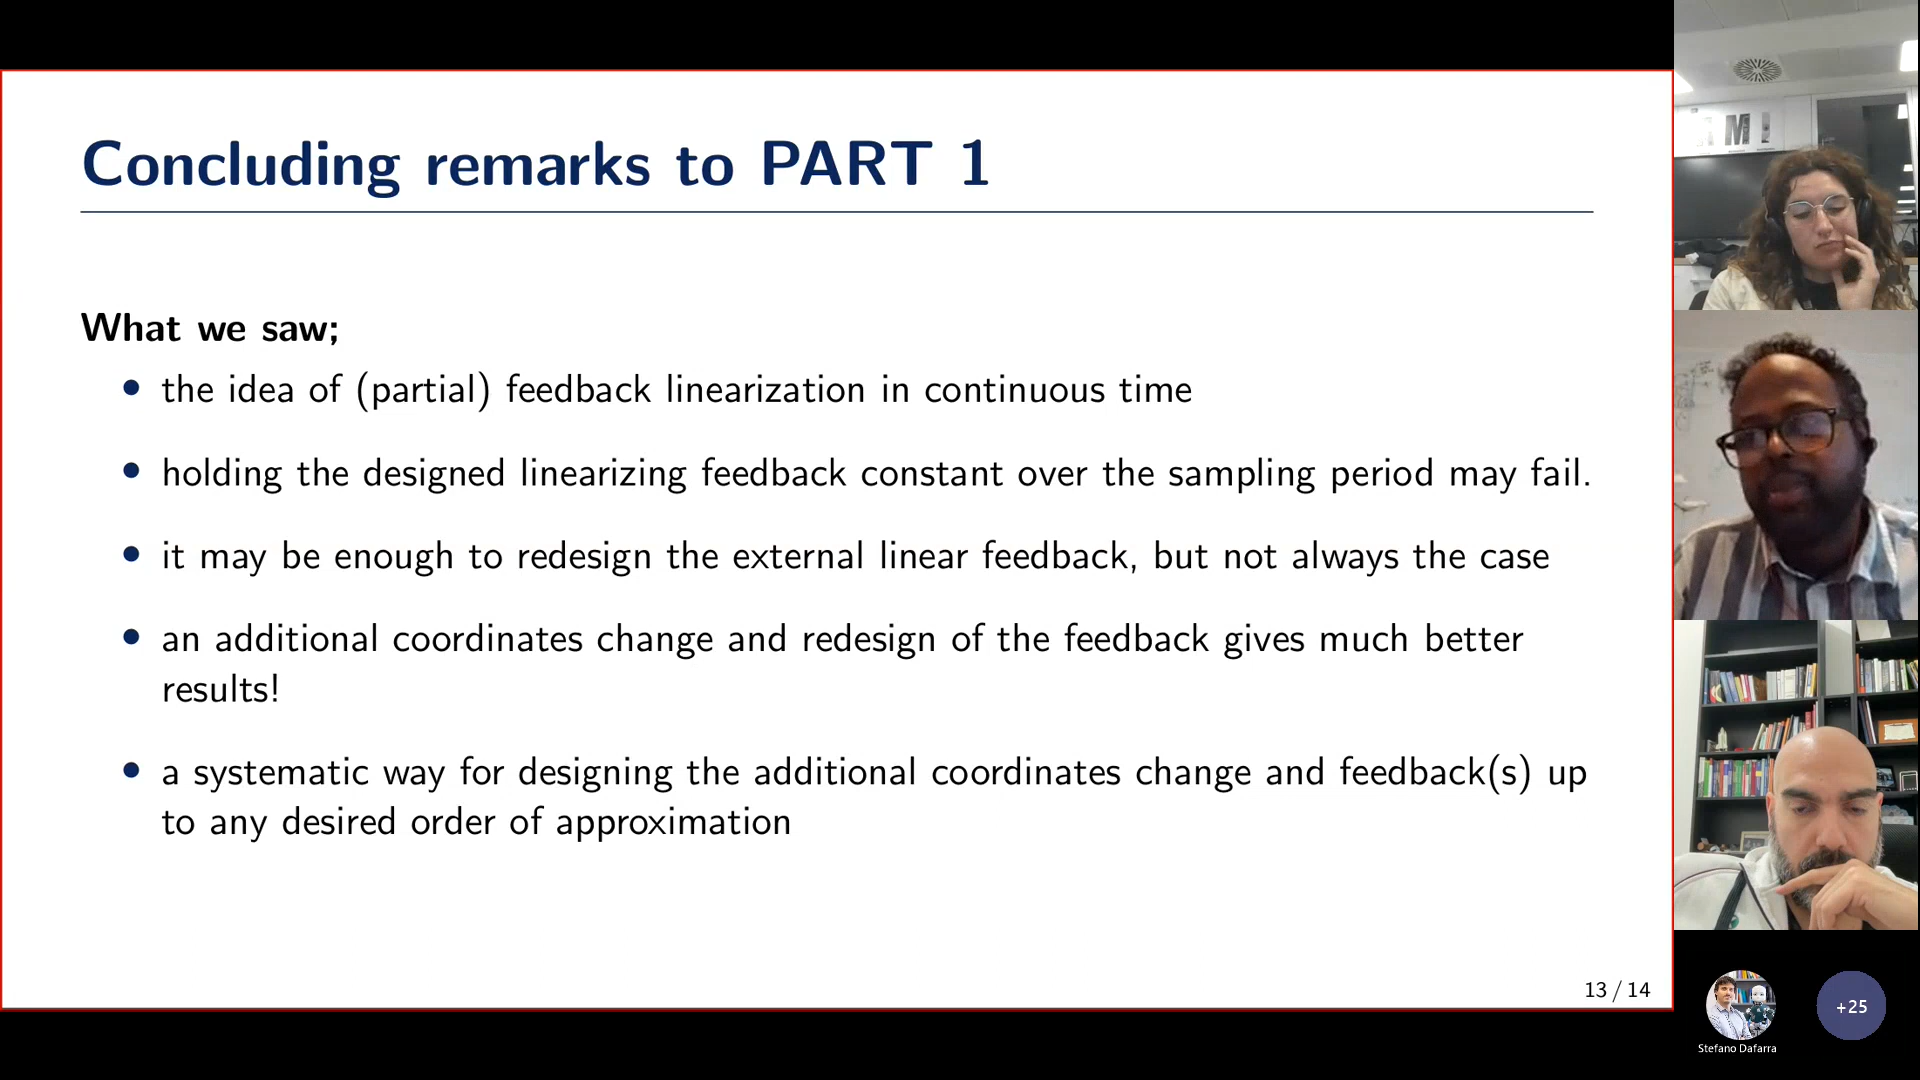 Concluding remarks to PART 1
What we saw;
the idea of (partial) feedback linearization in continuous time
holding the designed linearizing feedback constant over the sampling period may fail.
it may be enough to redesign the external linear feedback, but not always the case
an additional coordinates change and redesign of the feedback gives much better
results!
a systematic way for designing the additional coordinates change and feedback(s) up
to any desired order of approximation
13 / 14
+25
Stefano Dafarra